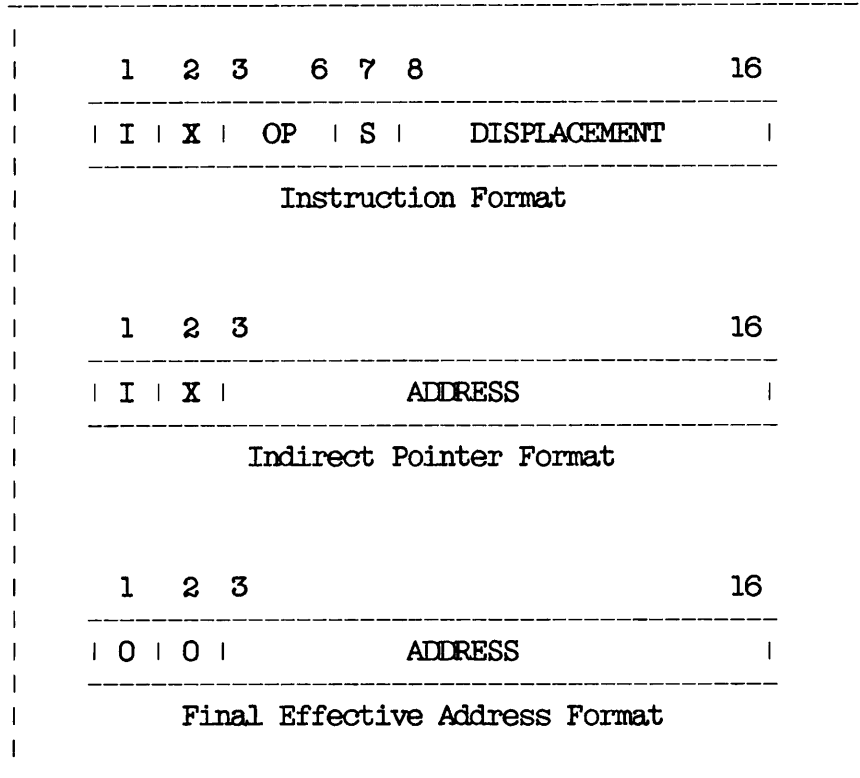 1 2 3 6 7 8 16
| I | X | OP | S | DISPLACEMENT |
Instruction Format
1 2 3 16
| I | X | ADDRESS |
Indirect Pointer Format
1 2 3 16
| 0 | 0 | ADDRESS |
Final Effective Address Format